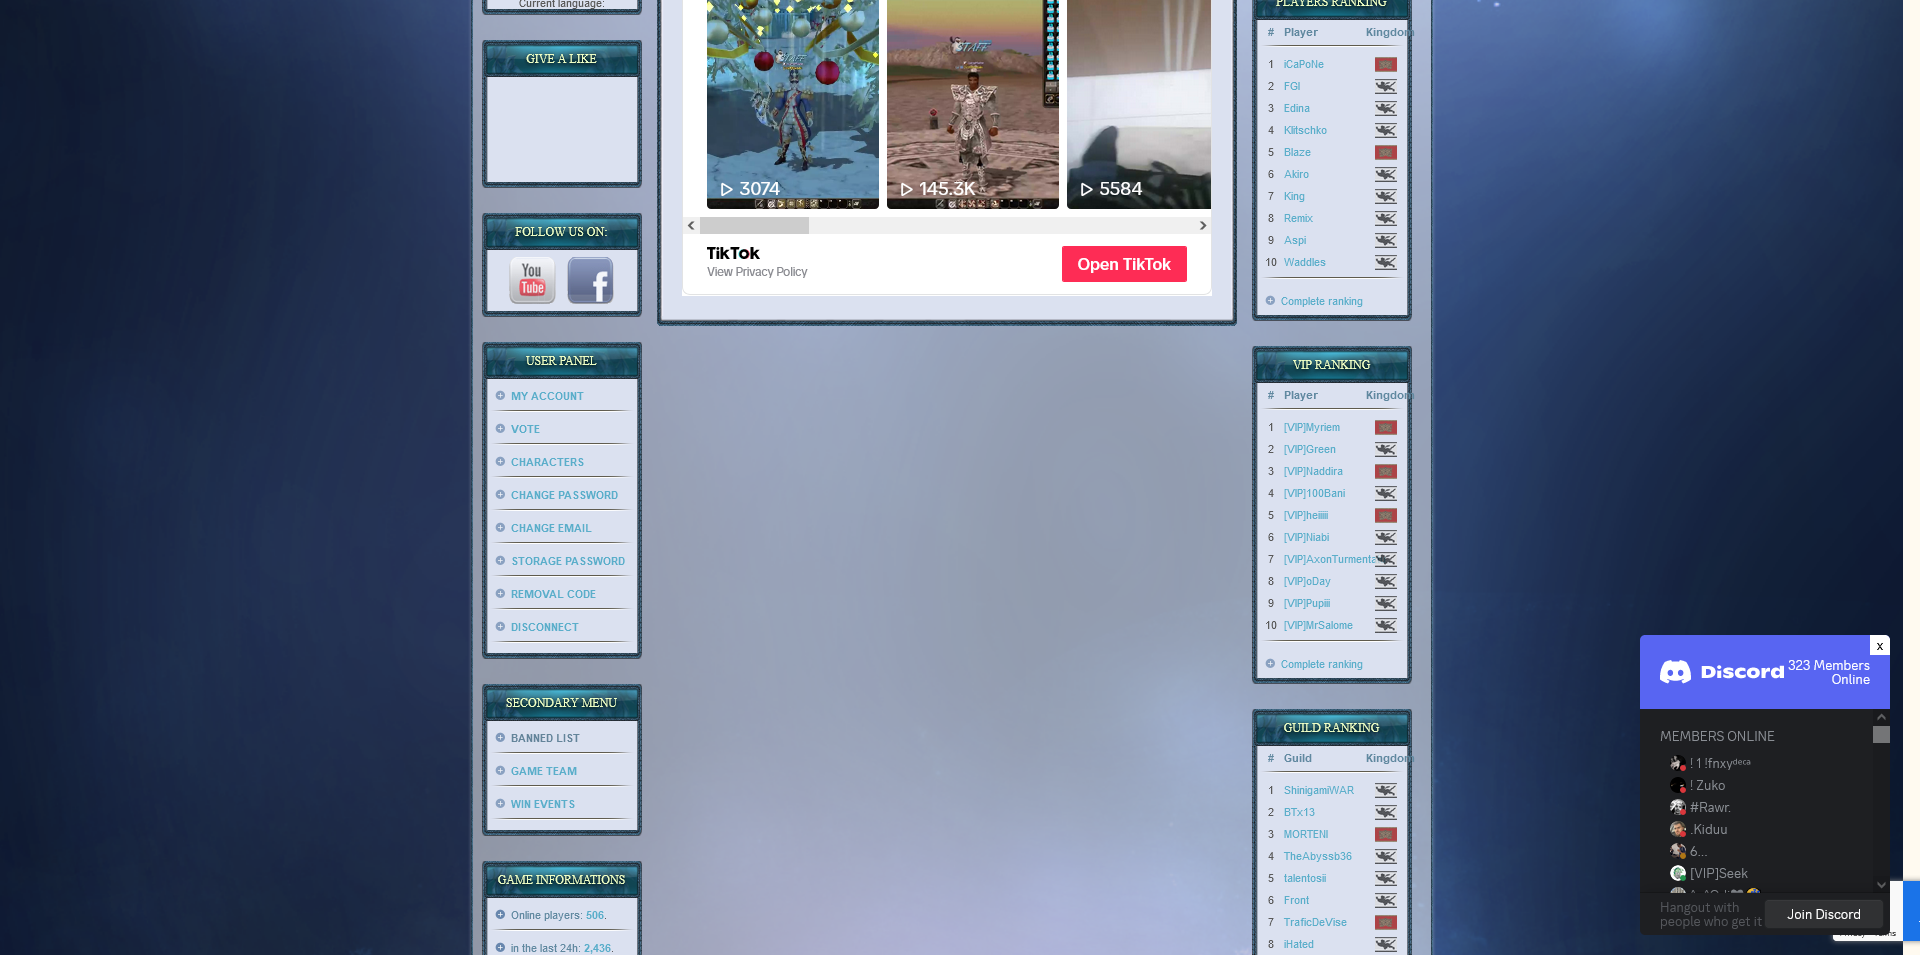 Current language:
GIVE A LIKE
FOLLOW US ON:
You
Tube
f
USER PANEL
MY ACCOUNT
VOTE
CHARACTERS
CHANGE PASSWORD
CHANGE EMAIL
STORAGE PASSWORD
REMOVAL CODE
DISCONNECT
SECONDARY MENU
BANNED LIST
GAME TEAM
WIN EVENTS
GAME INFORMATIONS
Online players: 506.
in the last 24h: 2,436.
STAFF
STAFF
3074
145.3K
5584
TikTok
View Privacy Policy
Open TikTok
PLAYERS RANKING
# Player Kingdom
1 iCaPoNe
2 FGI
3 Edina
4 Klitschko
5 Blaze
6 Akiro
7 King
8 Remix
9 Aspi
10 Waddles
Complete ranking
VIP RANKING
# Player Kingdom
1 [VIP]Myriem
2 [VIP]Green
3 [VIP]Naddira
4 [VIP]100Bani
5 [VIP]heiiiii
6 [VIP]Niabi
7 [VIP]AxonTurmenta
8 [VIP]oDay
9 [VIP]Pupiii
10 [VIP]MrSalome
Complete ranking
GUILD RANKING
# Guild Kingdom
1 ShinigamiWAR
2 BTx13
3 MORTENI
4 TheAbyssb36
5 talentosii
6 Front
7 TraficDeVise
8 iHated
x
Discord
323 Members
Online
MEMBERS ONLINE
! 1 !fnxyᵈᵉᶜᵃ
! Zuko
#Rawr.
.Kiduu
6...
[VIP]Seek
Hangout with
people who get it
Join Discord